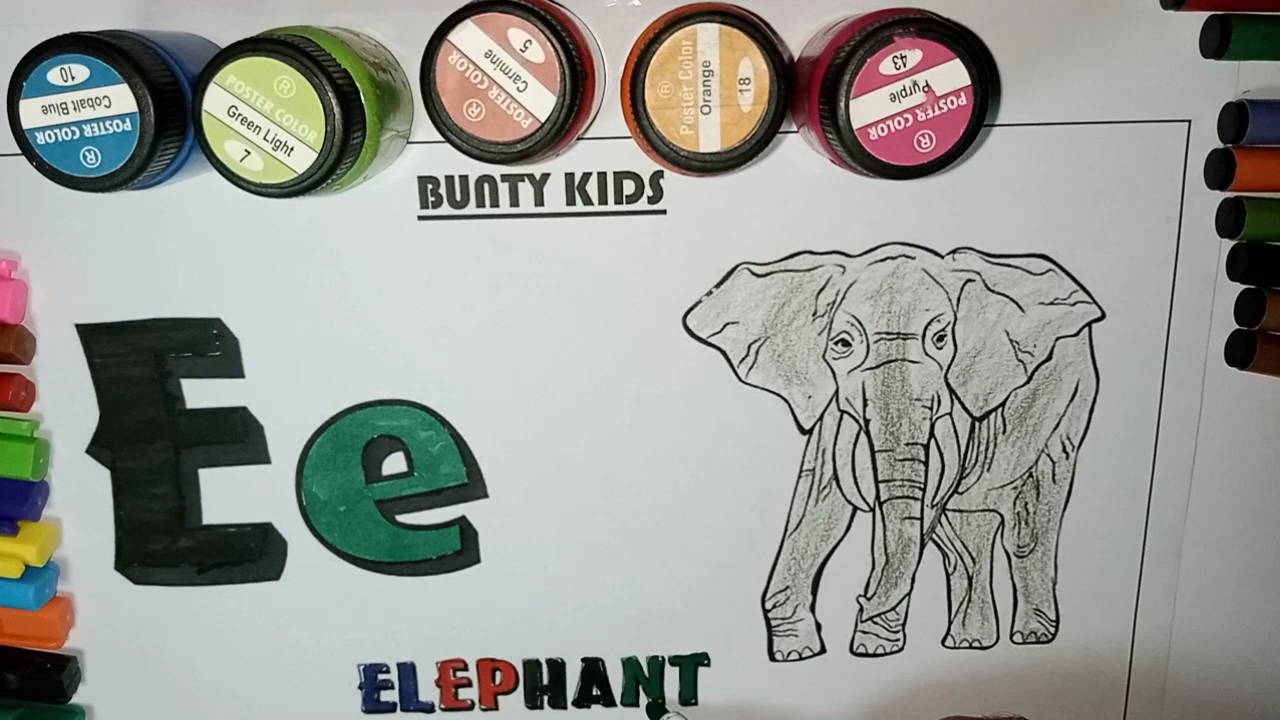 10
Cobalt Blue
POSTER COLOR
®
®
POSTER COLOR
Green Light
7
5
Carmine
POSTER COLOR
®
®
Poster Color
Orange
18
43
Purple
POSTER COLOR
®
BUNTY KIDS
Ee
ELEPHANT